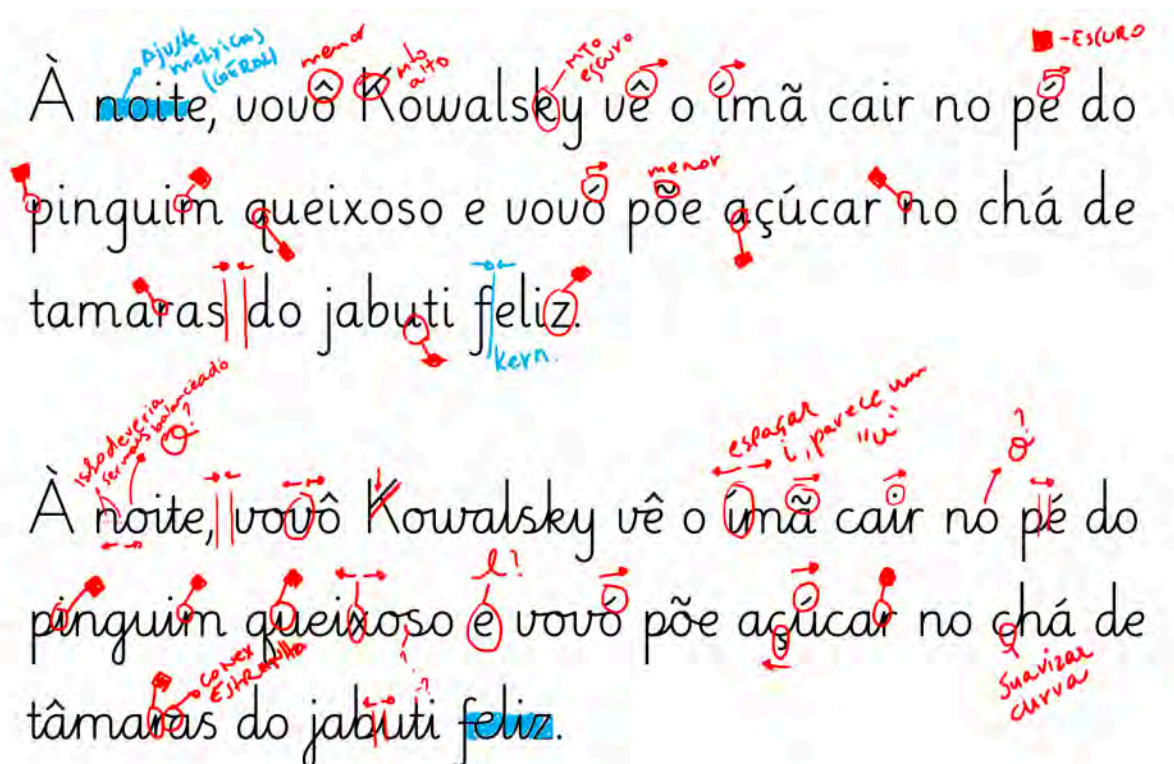 ajuste métricas (GERAL)
menor
mto alto
mto escuro
-ESCURO
À noite, vovô Kowalsky vê o ímã cair no pé do
menor
pinguim queixoso e vovó põe açúcar no chá de
tamaras do jabuti feliz.
kern.
isto deveria ser mais balanceado
o?
espaçar i, parece um "u"
?
o
À noite, vovô Kowalsky vê o ímã cair no pé do
l?
pinguim queixoso e vovó põe açúcar no chá de
conex estranha
?
i-?
suavizar curva
tâmaras do jabuti feliz.